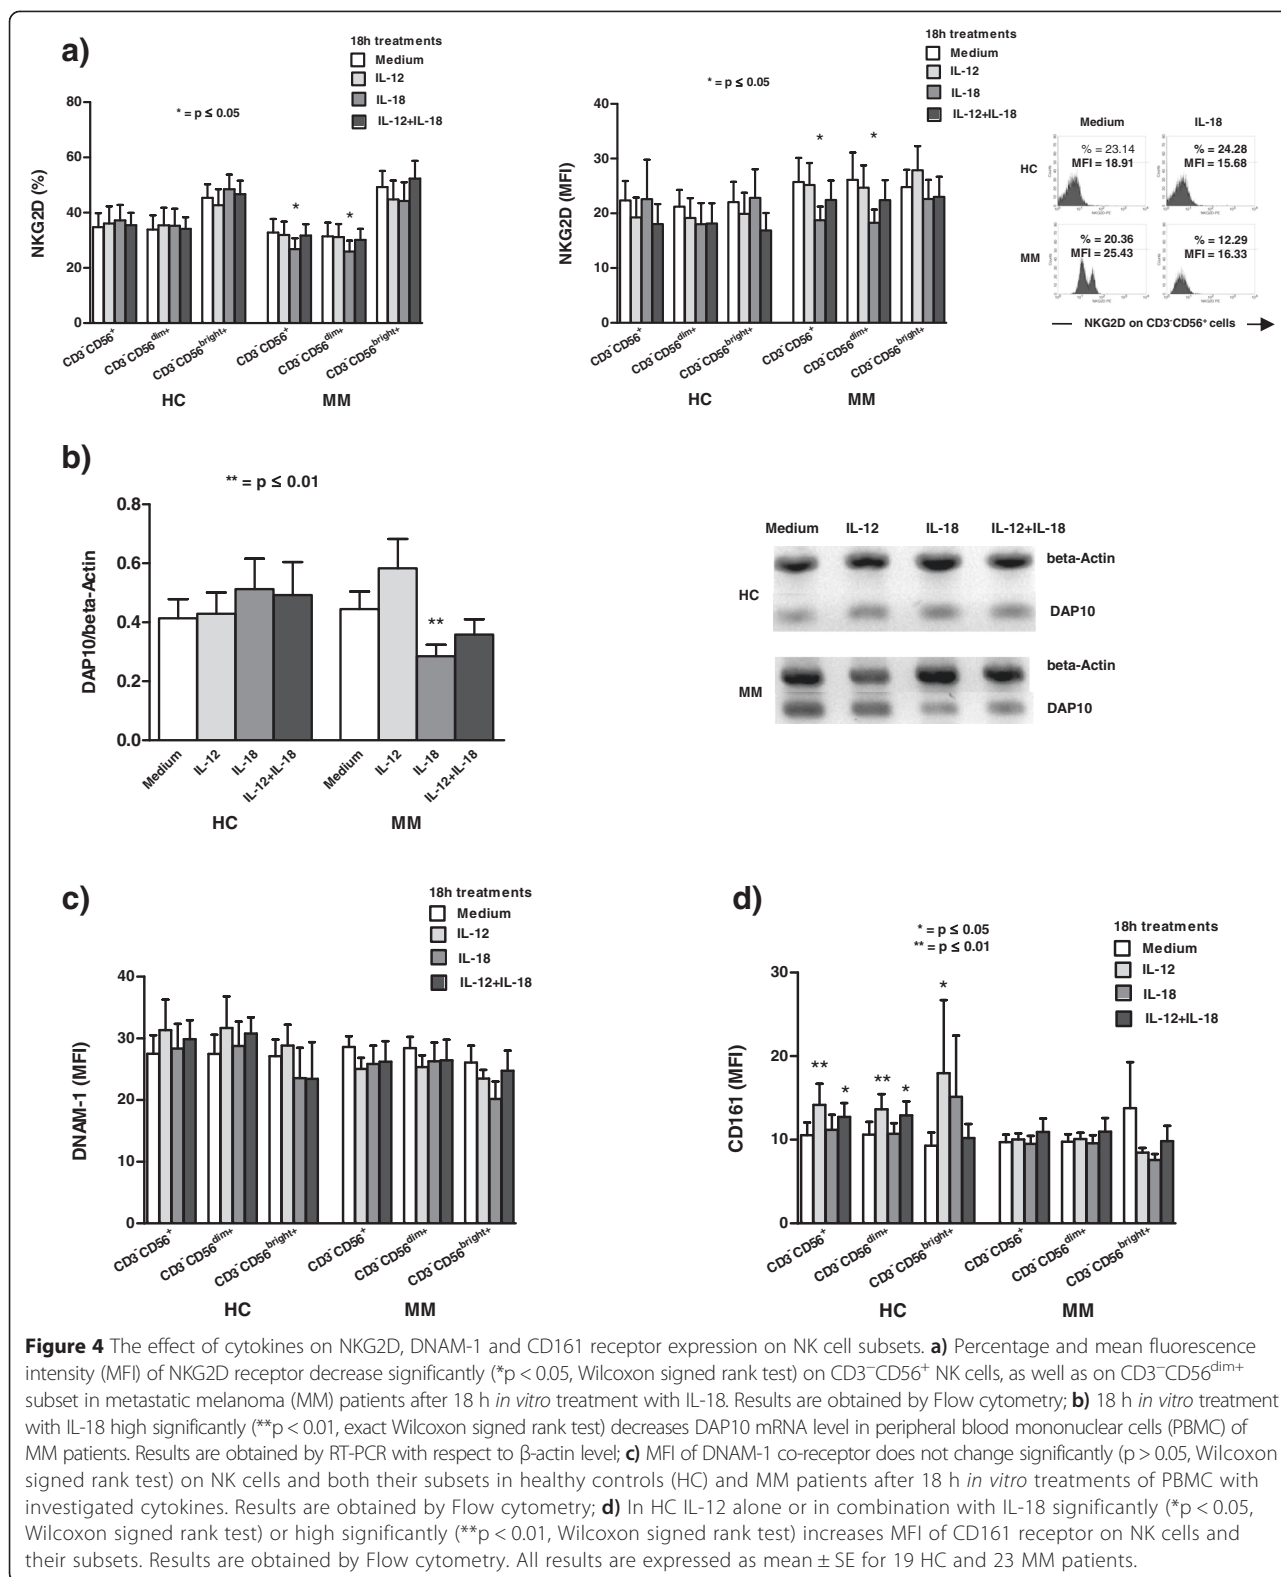 a)
18h treatments
Medium
IL-12
IL-18
IL-12+IL-18
* = p ≤ 0.05
NKG2D (%)
80
60
40
20
0
CD3⁻CD56⁺
CD3⁻CD56dim+
CD3⁻CD56bright+
CD3⁻CD56⁺
CD3⁻CD56dim+
CD3⁻CD56bright+
* *
HC
MM
18h treatments
Medium
IL-12
IL-18
IL-12+IL-18
* = p ≤ 0.05
NKG2D (MFI)
40
30
20
10
0
* *
CD3⁻CD56⁺
CD3⁻CD56dim+
CD3⁻CD56bright+
CD3⁻CD56⁺
CD3⁻CD56dim+
CD3⁻CD56bright+
HC
MM
Medium IL-18
HC
% = 23.14
MFI = 18.91
% = 24.28
MFI = 15.68
MM
% = 20.36
MFI = 25.43
% = 12.29
MFI = 16.33
NKG2D on CD3⁻CD56⁺ cells
b)
** = p ≤ 0.01
DAP10/beta-Actin
0.8
0.6
0.4
0.2
0.0
**
Medium
IL-12
IL-18
IL-12+IL-18
Medium
IL-12
IL-18
IL-12+IL-18
HC
MM
Medium IL-12 IL-18 IL-12+IL-18
beta-Actin
HC
DAP10
beta-Actin
MM
DAP10
c)
18h treatments
Medium
IL-12
IL-18
IL-12+IL-18
DNAM-1 (MFI)
40
30
20
10
0
CD3⁻CD56⁺
CD3⁻CD56dim+
CD3⁻CD56bright+
CD3⁻CD56⁺
CD3⁻CD56dim+
CD3⁻CD56bright+
HC
MM
d)
* = p ≤ 0.05
** = p ≤ 0.01
18h treatments
Medium
IL-12
IL-18
IL-12+IL-18
CD161 (MFI)
30
20
10
0
** * ** * *
CD3⁻CD56⁺
CD3⁻CD56dim+
CD3⁻CD56bright+
CD3⁻CD56⁺
CD3⁻CD56dim+
CD3⁻CD56bright+
HC
MM
Figure 4 The effect of cytokines on NKG2D, DNAM-1 and CD161 receptor expression on NK cell subsets. a) Percentage and mean fluorescence
intensity (MFI) of NKG2D receptor decrease significantly (*p < 0.05, Wilcoxon signed rank test) on CD3⁻CD56⁺ NK cells, as well as on CD3⁻CD56dim+
subset in metastatic melanoma (MM) patients after 18 h in vitro treatment with IL-18. Results are obtained by Flow cytometry; b) 18 h in vitro treatment
with IL-18 high significantly (**p < 0.01, exact Wilcoxon signed rank test) decreases DAP10 mRNA level in peripheral blood mononuclear cells (PBMC) of
MM patients. Results are obtained by RT-PCR with respect to β-actin level; c) MFI of DNAM-1 co-receptor does not change significantly (p > 0.05, Wilcoxon
signed rank test) on NK cells and both their subsets in healthy controls (HC) and MM patients after 18 h in vitro treatments of PBMC with
investigated cytokines. Results are obtained by Flow cytometry; d) In HC IL-12 alone or in combination with IL-18 significantly (*p < 0.05,
Wilcoxon signed rank test) or high significantly (**p < 0.01, Wilcoxon signed rank test) increases MFI of CD161 receptor on NK cells and
their subsets. Results are obtained by Flow cytometry. All results are expressed as mean ± SE for 19 HC and 23 MM patients.